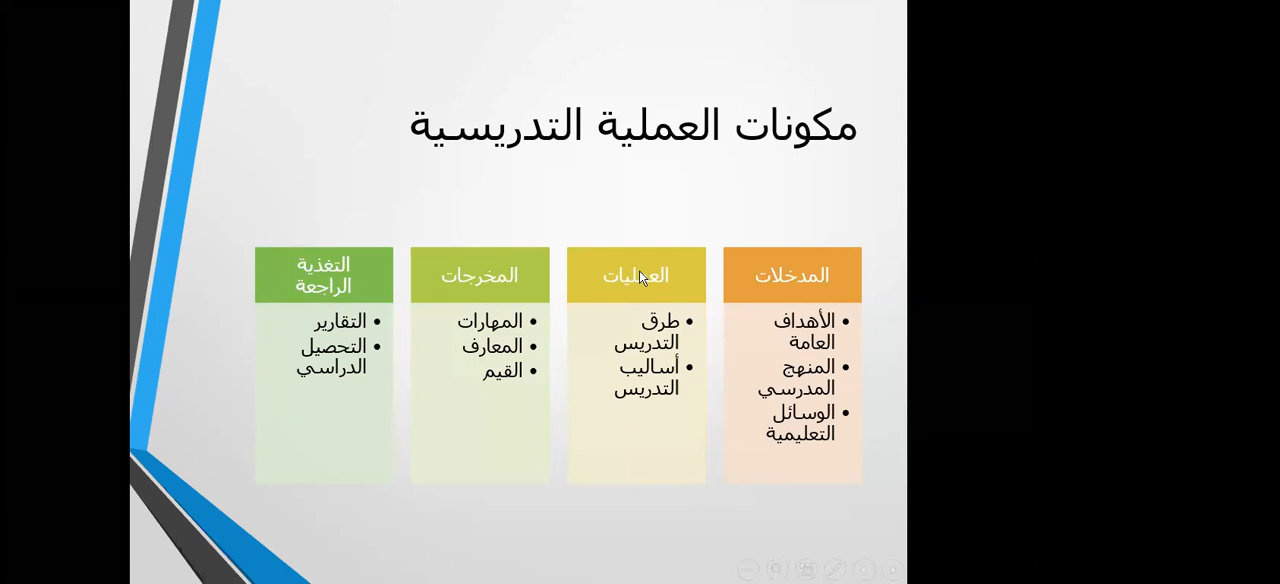 مكونات العملية التدريسية
المدخلات
• الأهداف
العامة
• المنهج
المدرسي
• الوسائل
التعليمية
العمليات
• طرق
التدريس
• أساليب
التدريس
المخرجات
• المهارات
• المعارف
• القيم
التغذية
الراجعة
• التقارير
• التحصيل
الدراسي